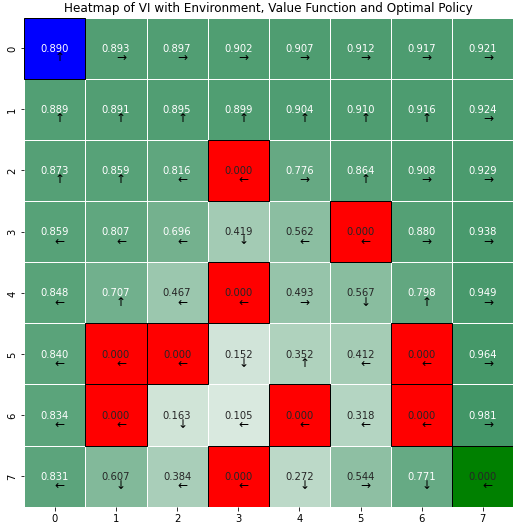 Heatmap of VI with Environment, Value Function and Optimal Policy
0 0.890 0.893 0.897 0.902 0.907 0.912 0.917 0.921
↑ → → → → → → →
1 0.889 0.891 0.895 0.899 0.904 0.910 0.916 0.924
↑ ↑ ↑ ↑ ↑ ↑ ↑ →
2 0.873 0.859 0.816 0.000 0.776 0.864 0.908 0.929
↑ ↑ ← ← → ↑ → →
3 0.859 0.807 0.696 0.419 0.562 0.000 0.880 0.938
← ← ← ↓ ← ← → →
4 0.848 0.707 0.467 0.000 0.493 0.567 0.798 0.949
← ↑ ← ← → ↓ ↑ →
5 0.840 0.000 0.000 0.152 0.352 0.412 0.000 0.964
← ← ← ↓ ↑ ← ← →
6 0.834 0.000 0.163 0.105 0.000 0.318 0.000 0.981
← ← ↓ ← ← ← ← →
7 0.831 0.607 0.384 0.000 0.272 0.544 0.771 0.000
← ↓ ← ← ↓ → ↓ ←
0 1 2 3 4 5 6 7